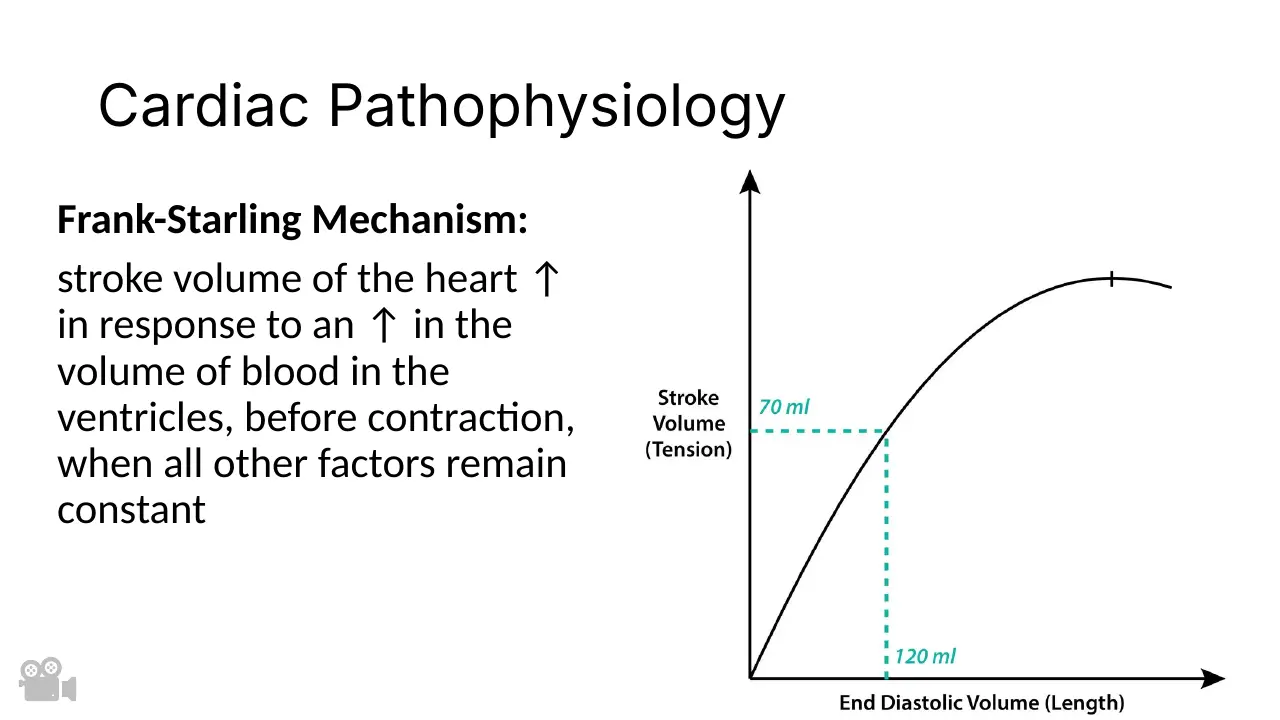 Cardiac Pathophysiology
Frank-Starling Mechanism:
stroke volume of the heart ↑
in response to an ↑ in the
volume of blood in the
ventricles, before contraction,
when all other factors remain
constant
Stroke
Volume
(Tension)
70 ml
120 ml
End Diastolic Volume (Length)